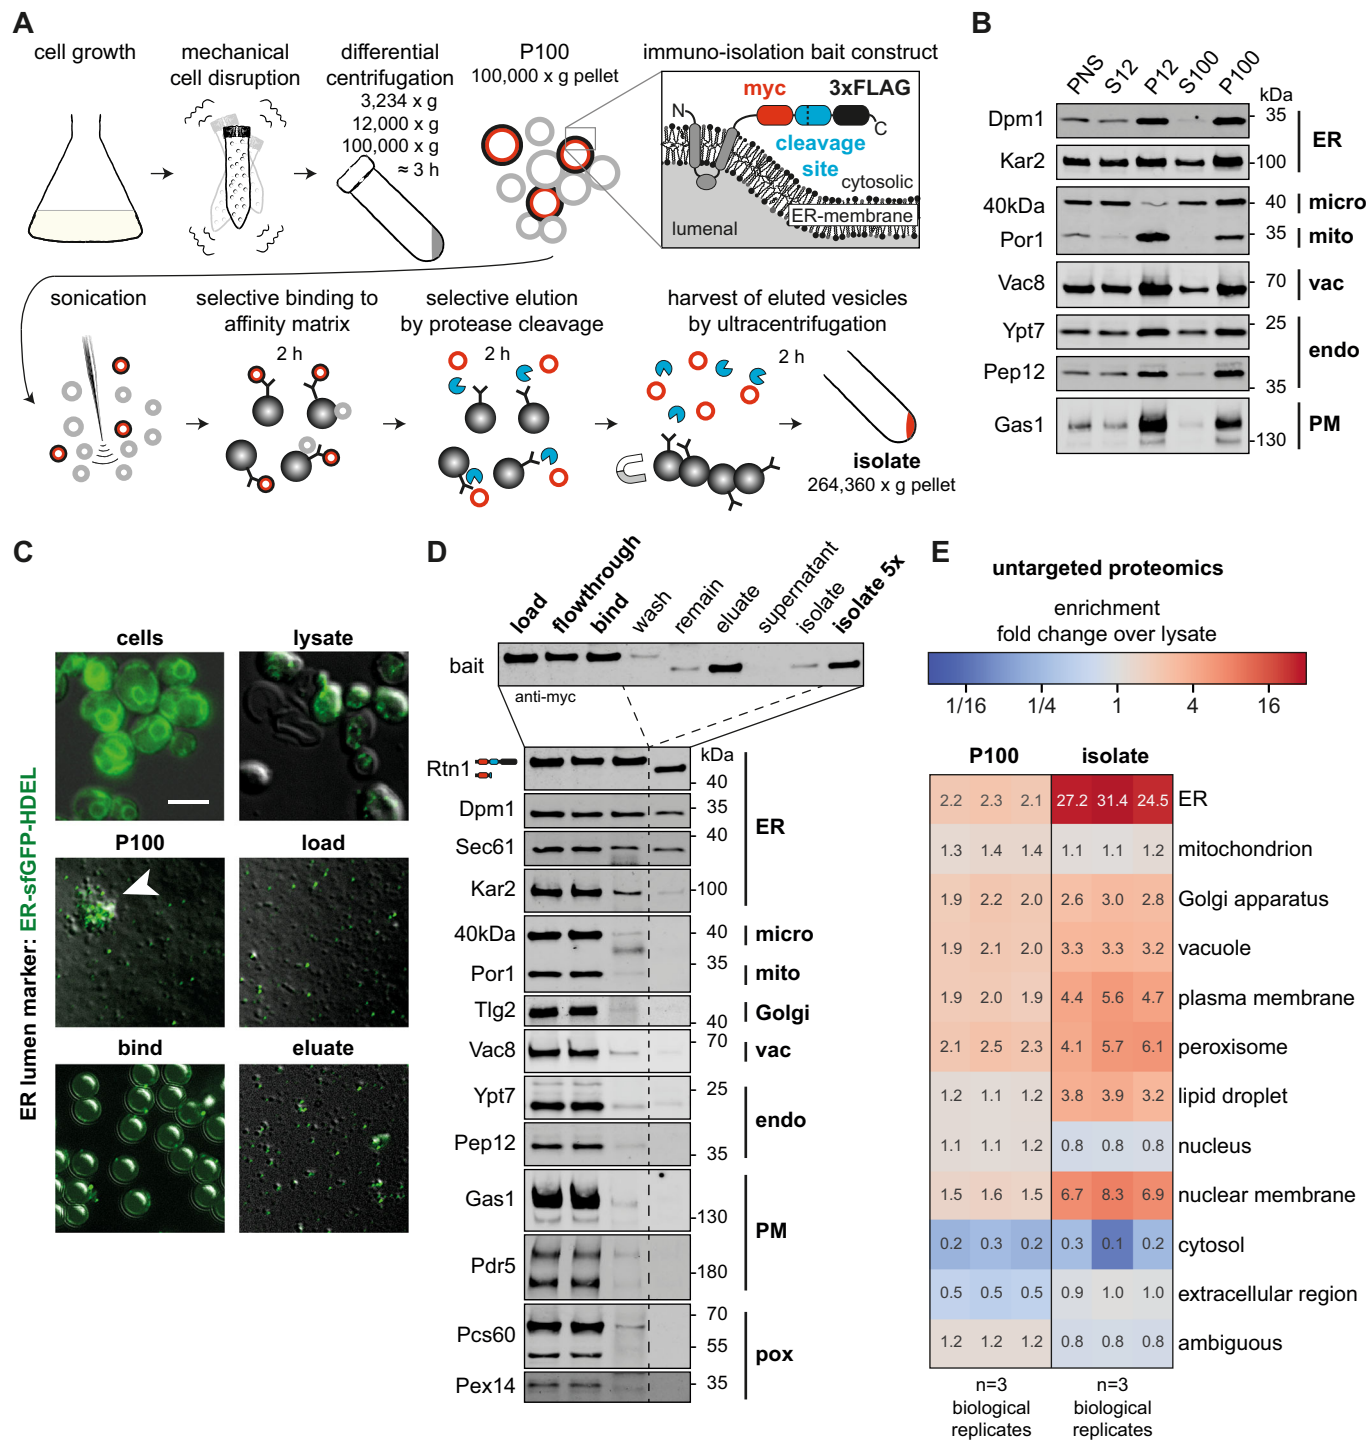 A
cell growth
mechanical
cell disruption
differential
centrifugation
3,234 x g
12,000 x g
100,000 x g
≈ 3 h
P100
100,000 x g pellet
immuno-isolation bait construct
myc
3xFLAG
N
C
cleavage
site
cytosolic
ER-membrane
lumenal
sonication
selective binding to
affinity matrix
2 h
selective elution
by protease cleavage
2 h
harvest of eluted vesicles
by ultracentrifugation
2 h
isolate
264,360 x g pellet
B
PNS S12 P12 S100 P100
kDa
Dpm1 35 ER
Kar2 100
40kDa 40 micro
Por1 35 mito
Vac8 70 vac
Ypt7 25 endo
Pep12 35
Gas1 130 PM
C
ER lumen marker: ER-sfGFP-HDEL
cells lysate
P100 load
bind eluate
D
load flowthrough bind wash remain eluate supernatant isolate isolate 5x
bait
anti-myc
kDa
Rtn1 40 ER
Dpm1 35
Sec61 40
Kar2 100
40kDa 40 micro
Por1 35 mito
Tlg2 40 Golgi
Vac8 70 vac
Ypt7 25 endo
Pep12 35
Gas1 130 PM
Pdr5 180
Pcs60 70 55 pox
Pex14 35
E
untargeted proteomics
enrichment
fold change over lysate
1/16 1/4 1 4 16
P100 isolate
2.2 2.3 2.1 27.2 31.4 24.5 ER
1.3 1.4 1.4 1.1 1.1 1.2 mitochondrion
1.9 2.2 2.0 2.6 3.0 2.8 Golgi apparatus
1.9 2.1 2.0 3.3 3.3 3.2 vacuole
1.9 2.0 1.9 4.4 5.6 4.7 plasma membrane
2.1 2.5 2.3 4.1 5.7 6.1 peroxisome
1.2 1.1 1.2 3.8 3.9 3.2 lipid droplet
1.1 1.1 1.2 0.8 0.8 0.8 nucleus
1.5 1.6 1.5 6.7 8.3 6.9 nuclear membrane
0.2 0.3 0.2 0.3 0.1 0.2 cytosol
0.5 0.5 0.5 0.9 1.0 1.0 extracellular region
1.2 1.2 1.2 0.8 0.8 0.8 ambiguous
n=3
biological
replicates
n=3
biological
replicates